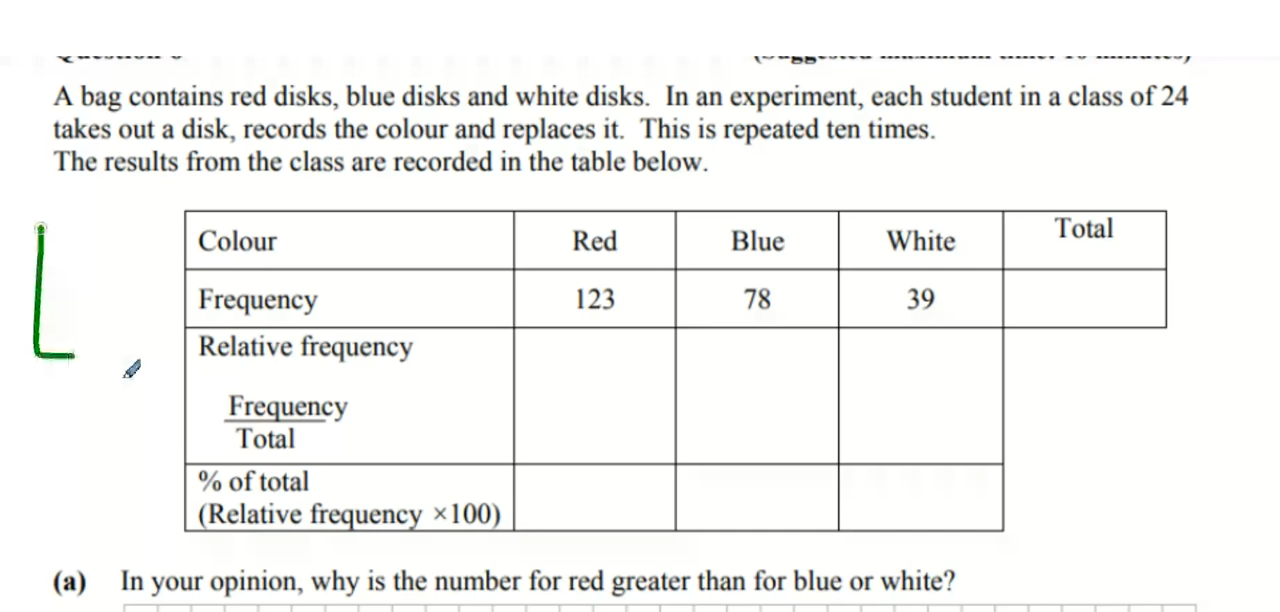 A bag contains red disks, blue disks and white disks. In an experiment, each student in a class of 24
takes out a disk, records the colour and replaces it. This is repeated ten times.
The results from the class are recorded in the table below.
Colour Red Blue White Total
Frequency 123 78 39
Relative frequency
Frequency
Total
% of total
(Relative frequency ×100)
(a) In your opinion, why is the number for red greater than for blue or white?